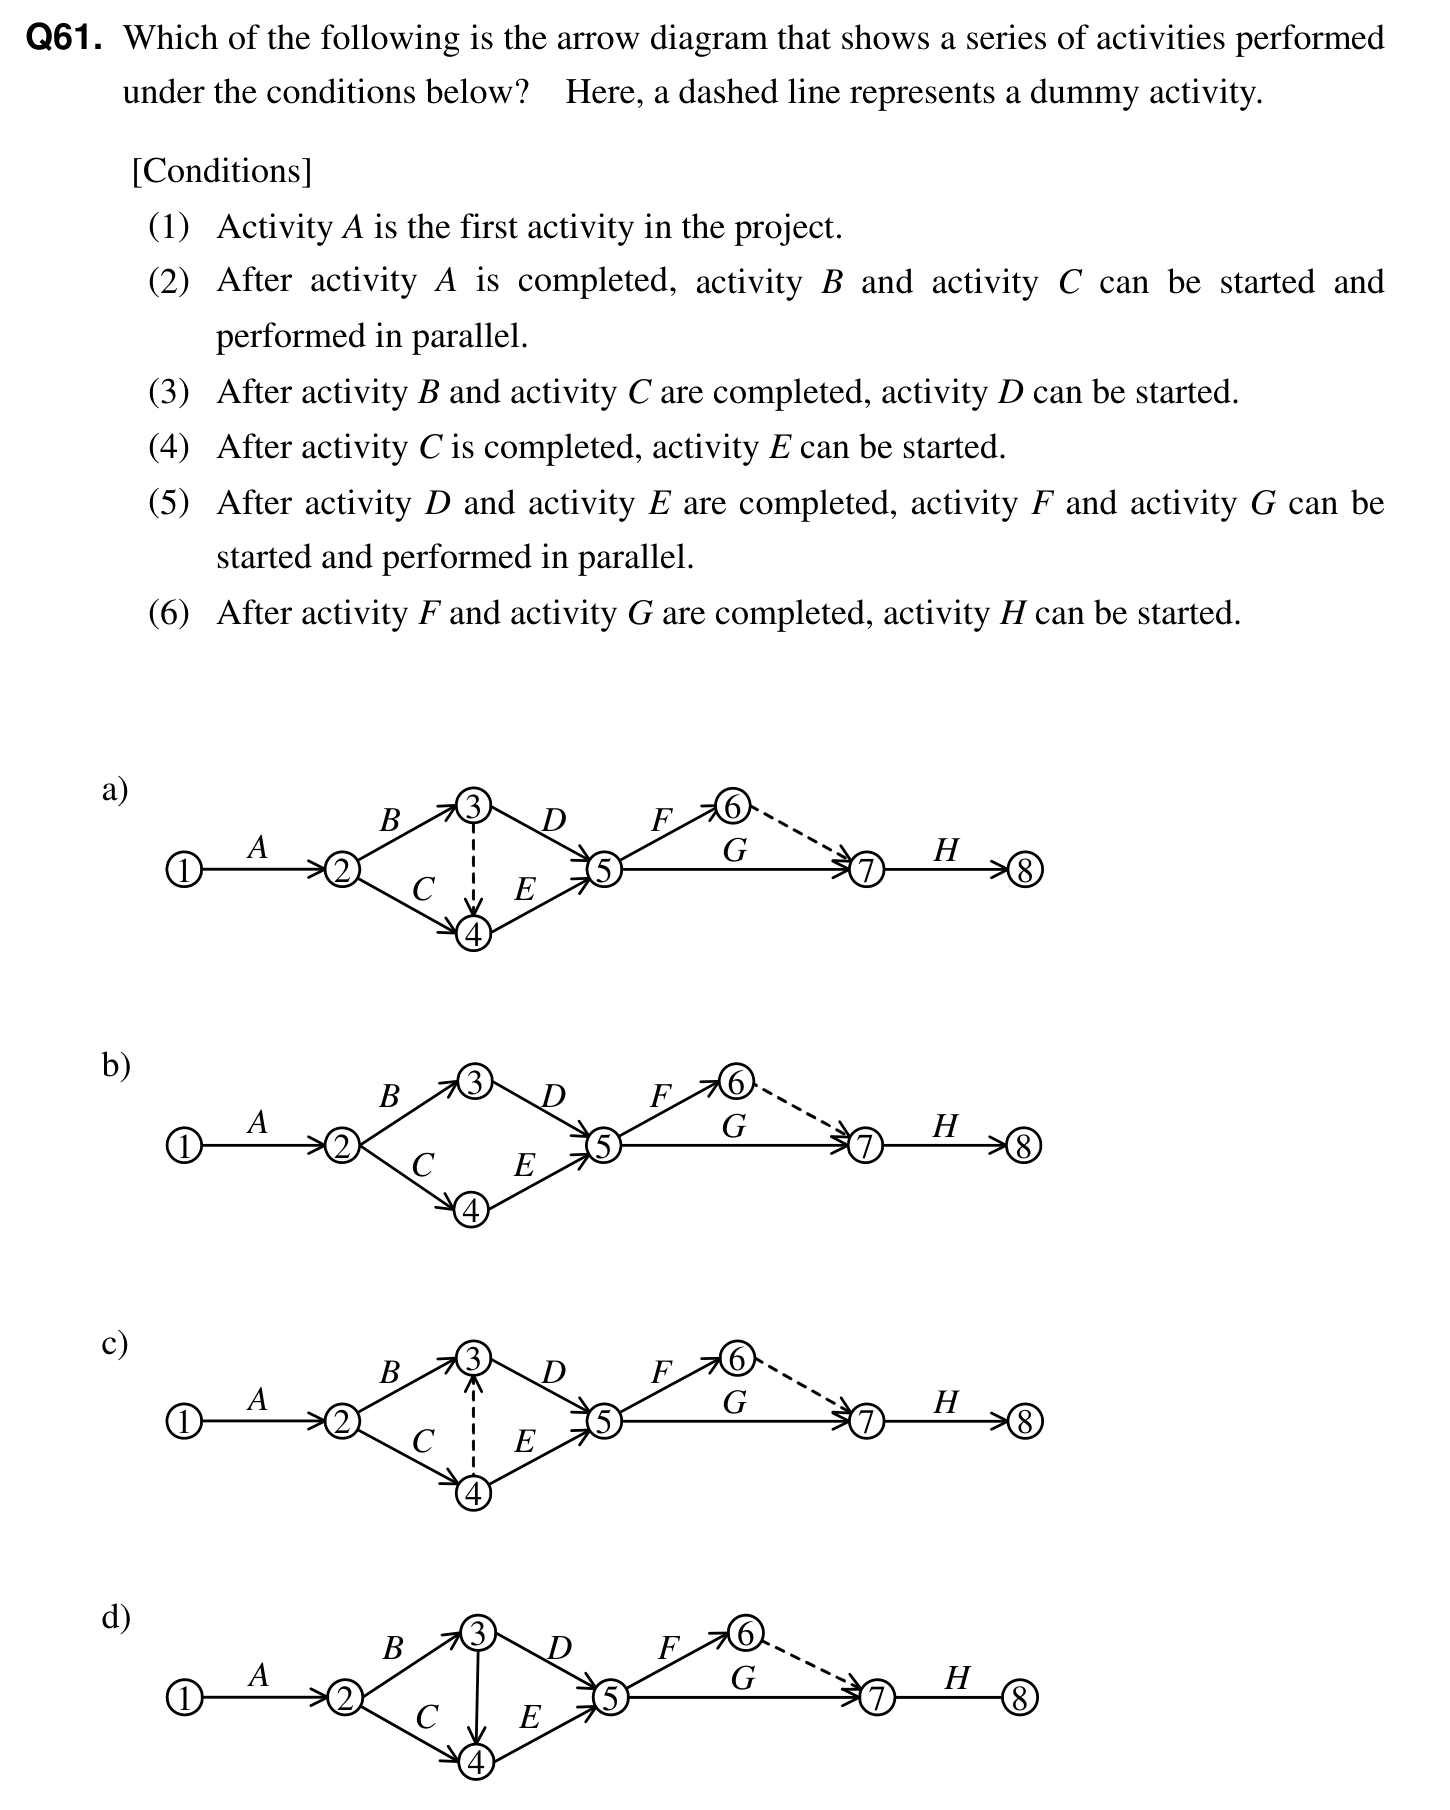 Q61. Which of the following is the arrow diagram that shows a series of activities performed
under the conditions below? Here, a dashed line represents a dummy activity.
[Conditions]
(1) Activity A is the first activity in the project.
(2) After activity A is completed, activity B and activity C can be started and
performed in parallel.
(3) After activity B and activity C are completed, activity D can be started.
(4) After activity C is completed, activity E can be started.
(5) After activity D and activity E are completed, activity F and activity G can be
started and performed in parallel.
(6) After activity F and activity G are completed, activity H can be started.
a)
3 6
B D F
A G H
1 2 5 7 8
C E
4
b)
3 6
B D F
A G H
1 2 5 7 8
C E
4
c)
3 6
B D F
A G H
1 2 5 7 8
C E
4
d)
3 6
B D F
A G H
1 2 5 7 8
C E
4